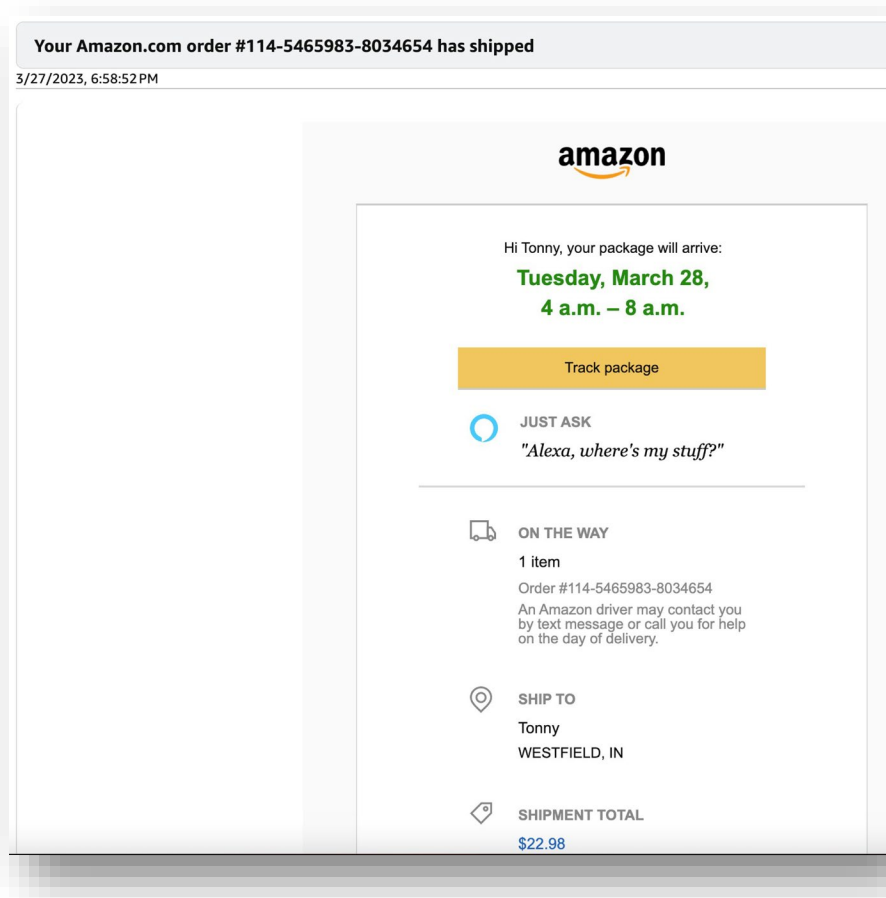 Your Amazon.com order #114-5465983-8034654 has shipped
3/27/2023, 6:58:52 PM
amazon
Hi Tonny, your package will arrive:
Tuesday, March 28,
4 a.m. – 8 a.m.
Track package
JUST ASK
"Alexa, where's my stuff?"
ON THE WAY
1 item
Order #114-5465983-8034654
An Amazon driver may contact you
by text message or call you for help
on the day of delivery.
SHIP TO
Tonny
WESTFIELD, IN
SHIPMENT TOTAL
$22.98